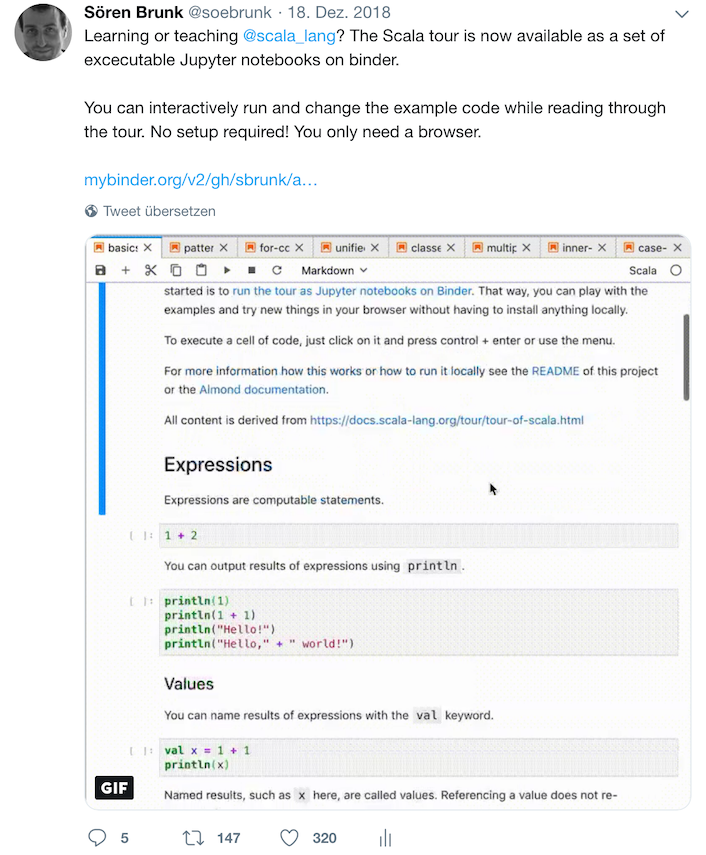 Sören Brunk @soebrunk · 18. Dez. 2018
Learning or teaching @scala_lang? The Scala tour is now available as a set of
excecutable Jupyter notebooks on binder.
You can interactively run and change the example code while reading through
the tour. No setup required! You only need a browser.
mybinder.org/v2/gh/sbrunk/a…
Tweet übersetzen
basic: patter for-cc unifie classe multip inner- case-
Markdown Scala
started is to run the tour as Jupyter notebooks on Binder. That way, you can play with the
examples and try new things in your browser without having to install anything locally.
To execute a cell of code, just click on it and press control + enter or use the menu.
For more information how this works or how to run it locally see the README of this project
or the Almond documentation.
All content is derived from https://docs.scala-lang.org/tour/tour-of-scala.html
Expressions
Expressions are computable statements.
[ ]: 1 + 2
You can output results of expressions using println.
[ ]: println(1)
println(1 + 1)
println("Hello!")
println("Hello," + " world!")
Values
You can name results of expressions with the val keyword.
[ ]: val x = 1 + 1
println(x)
GIF
Named results, such as x here, are called values. Referencing a value does not re-
5 147 320